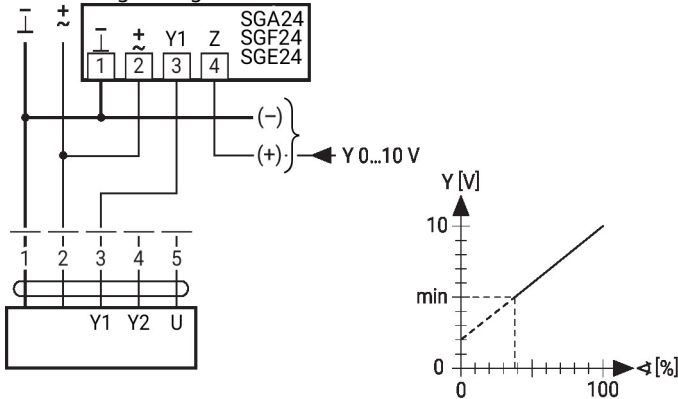 ⊥ ~
SGA24
SGF24
SGE24
⊥ ~ Y1 Z
1 2 3 4
(−)
(+) Y 0...10 V
1 2 3 4 5
Y1 Y2 U
Y [V]
10
min
0
0 100
∢ [%]